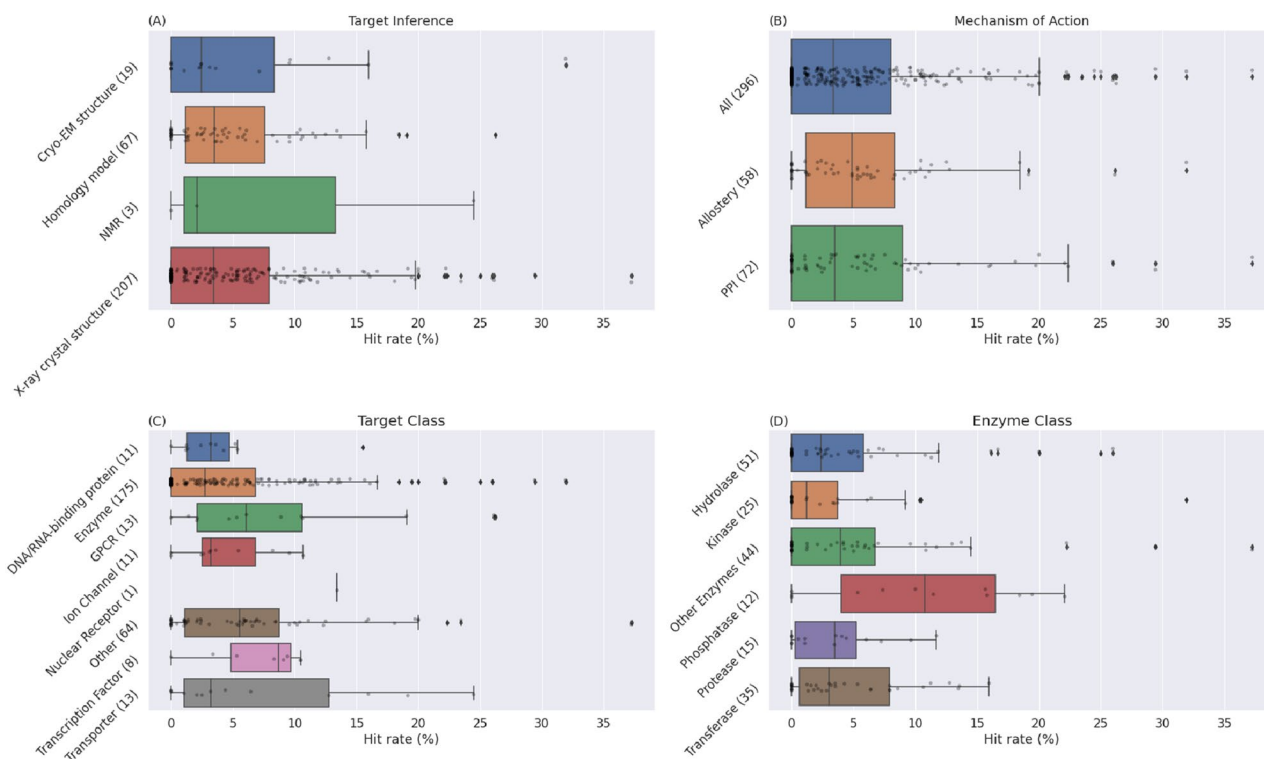 (A) Target Inference
Cryo-EM structure (19)
Homology model (67)
NMR (3)
X-ray crystal structure (207)
0 5 10 15 20 25 30 35
Hit rate (%)
(B) Mechanism of Action
All (296)
Allostery (58)
PPI (72)
0 5 10 15 20 25 30 35
Hit rate (%)
(C) Target Class
DNA/RNA-binding protein (11)
Enzyme (175)
GPCR (13)
Ion Channel (11)
Nuclear Receptor (1)
Other (64)
Transcription Factor (8)
Transporter (13)
0 5 10 15 20 25 30 35
Hit rate (%)
(D) Enzyme Class
Hydrolase (51)
Kinase (25)
Other Enzymes (44)
Phosphatase (12)
Protease (15)
Transferase (35)
0 5 10 15 20 25 30 35
Hit rate (%)